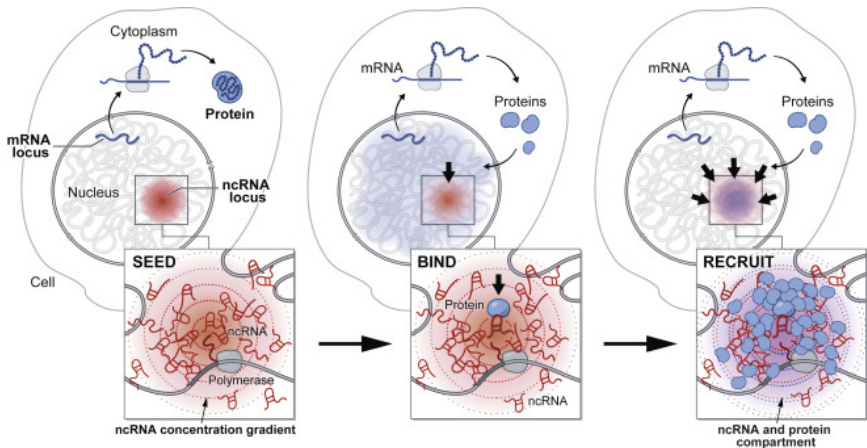 Cytoplasm
Protein
mRNA
locus
Nucleus
ncRNA
locus
Cell
SEED
ncRNA
Polymerase
ncRNA concentration gradient
mRNA
Proteins
BIND
Protein
ncRNA
mRNA
Proteins
RECRUIT
ncRNA and protein
compartment